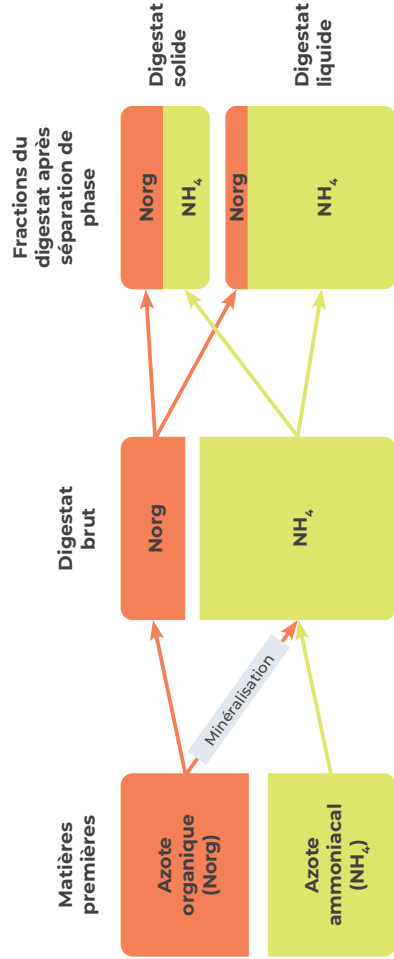 Matières
premières
Digestat
brut
Fractions du
digestat après
séparation de
phase
Azote
organique
(Norg)
Azote
ammoniacal
(NH₄)
Minéralisation
Norg
NH₄
Norg
NH₄
Norg
NH₄
Digestat
solide
Digestat
liquide